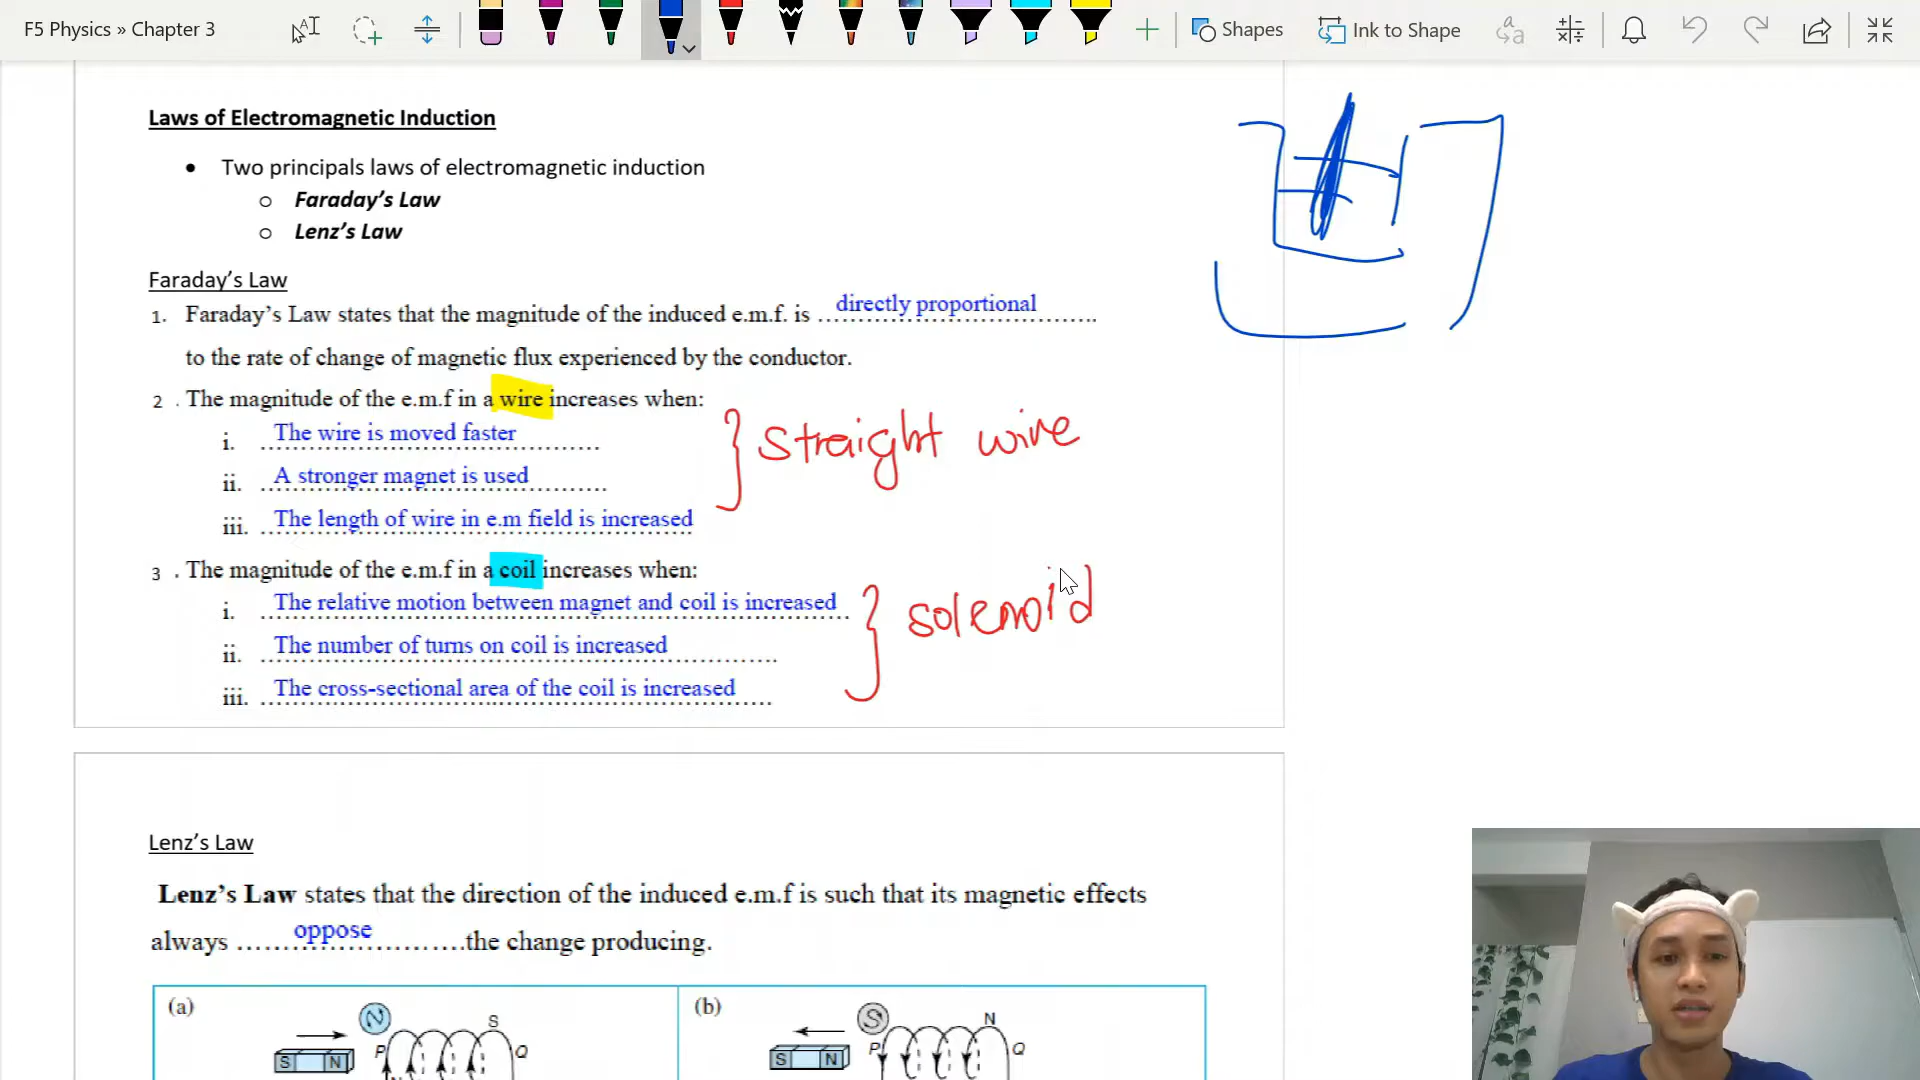 F5 Physics » Chapter 3
Shapes
Ink to Shape
Laws of Electromagnetic Induction
• Two principals laws of electromagnetic induction
o Faraday's Law
o Lenz's Law
Faraday's Law
1. Faraday's Law states that the magnitude of the induced e.m.f. is directly proportional
to the rate of change of magnetic flux experienced by the conductor.
2 . The magnitude of the e.m.f in a wire increases when:
i. The wire is moved faster
ii. A stronger magnet is used
iii. The length of wire in e.m field is increased
} Straight wire
3 . The magnitude of the e.m.f in a coil increases when:
i. The relative motion between magnet and coil is increased
ii. The number of turns on coil is increased
iii. The cross-sectional area of the coil is increased
} solenoid
Lenz's Law
Lenz's Law states that the direction of the induced e.m.f is such that its magnetic effects
always oppose the change producing.
(a)
N
S
P
Q
S N
(b)
S
N
P
Q
S N